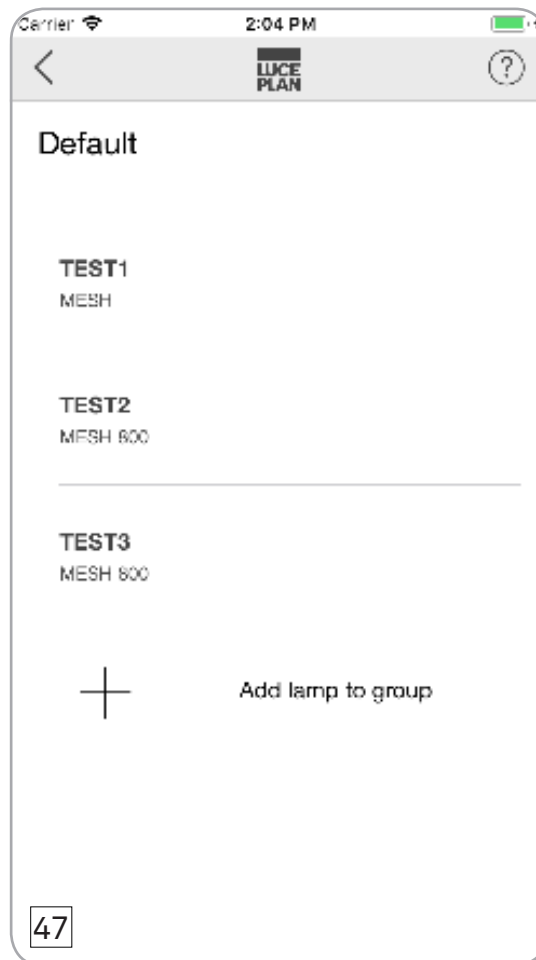 Carrier 2:04 PM
LUCE
PLAN
?
Default
TEST1
MESH
TEST2
MESH 800
TEST3
MESH 800
Add lamp to group
47